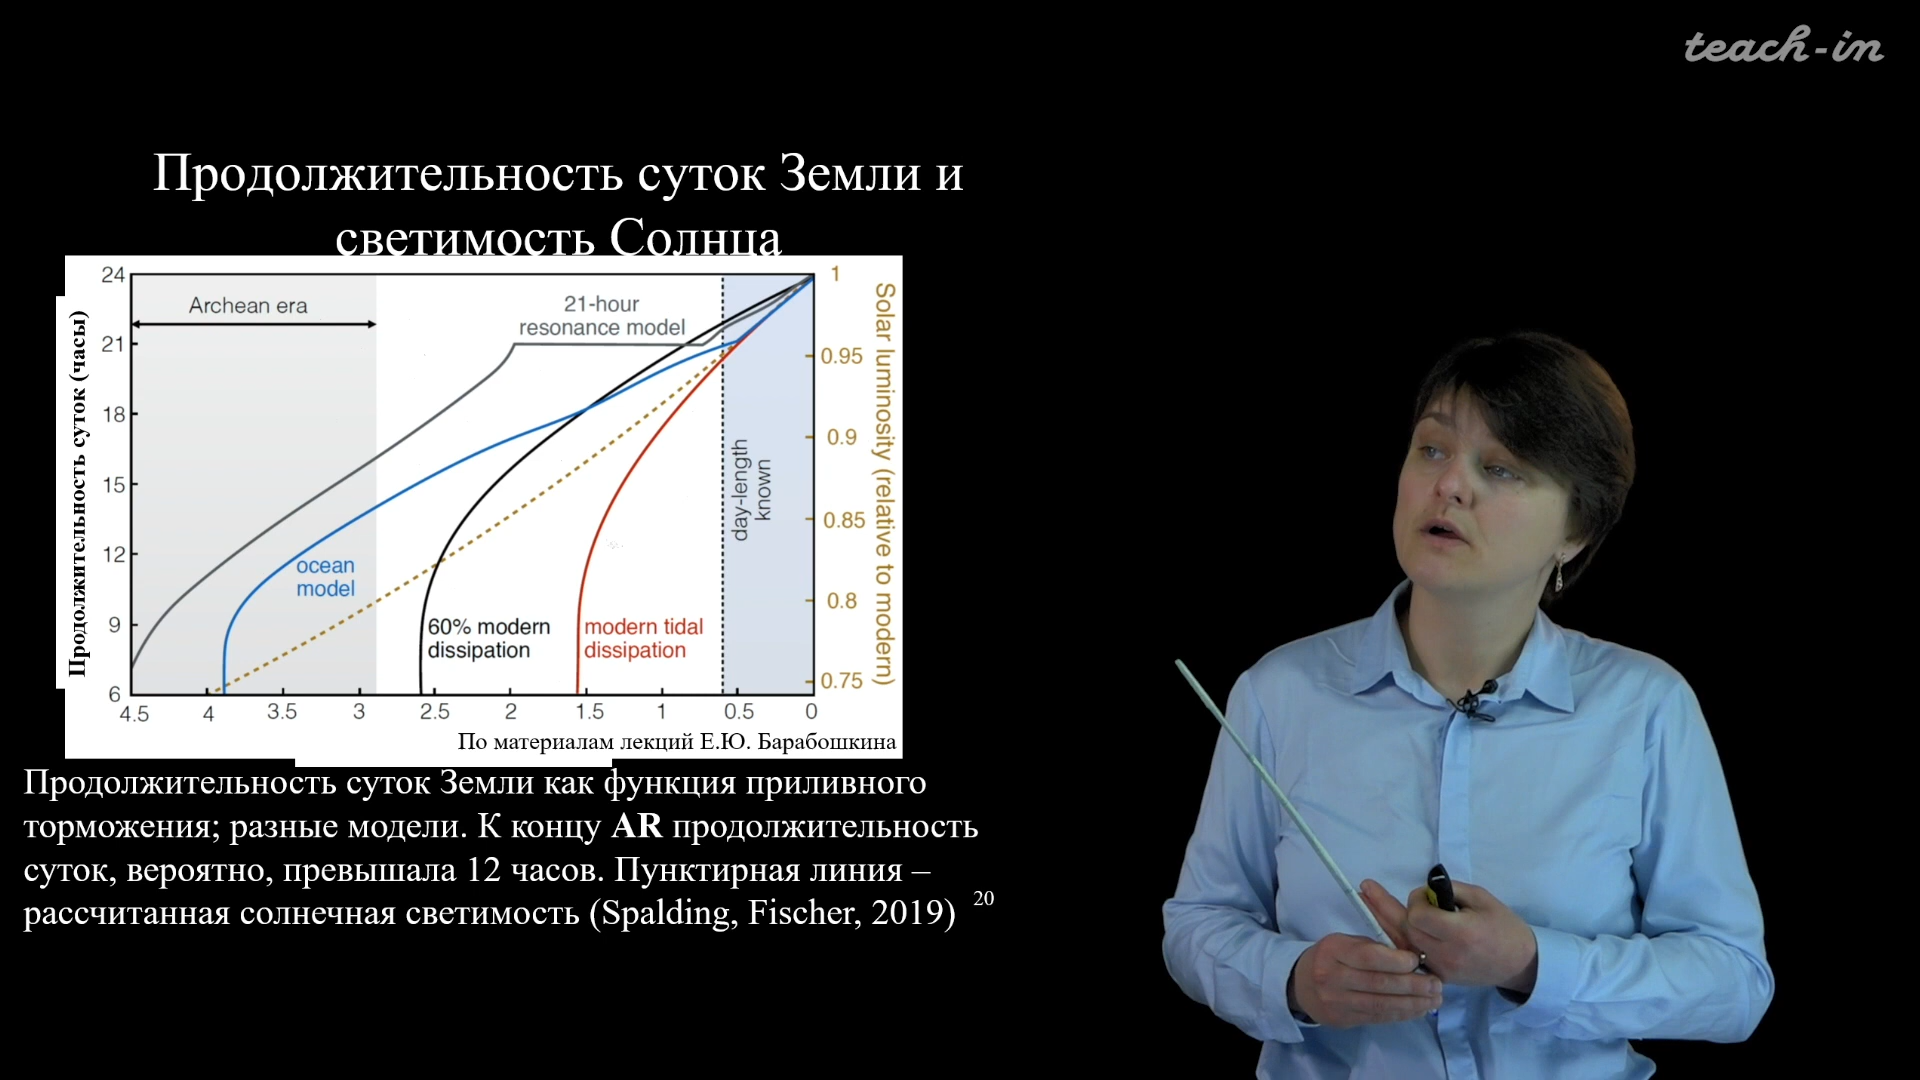 teach-in
Продолжительность суток Земли и
светимость Солнца
24
21
18
15
12
9
6
Продолжительность суток (часы)
Archean era
21-hour
resonance model
ocean
model
60% modern
dissipation
modern tidal
dissipation
day-length
known
1
0.95
0.9
0.85
0.8
0.75
Solar luminosity (relative to modern)
4.5 4 3.5 3 2.5 2 1.5 1 0.5 0
По материалам лекций Е.Ю. Барабошкина
Продолжительность суток Земли как функция приливного
торможения; разные модели. К концу AR продолжительность
суток, вероятно, превышала 12 часов. Пунктирная линия –
рассчитанная солнечная светимость (Spalding, Fischer, 2019)
20